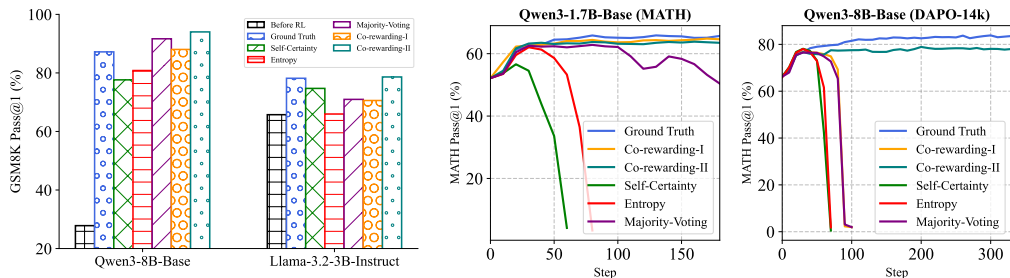 GSM8K Pass@1 (%)
100
80
60
40
20
Before RL
Ground Truth
Self-Certainty
Entropy
Majority-Voting
Co-rewarding-I
Co-rewarding-II
Qwen3-8B-Base
Llama-3.2-3B-Instruct
Qwen3-1.7B-Base (MATH)
MATH Pass@1 (%)
60
40
20
Ground Truth
Co-rewarding-I
Co-rewarding-II
Self-Certainty
Entropy
Majority-Voting
0 50 100 150
Step
Qwen3-8B-Base (DAPO-14k)
MATH Pass@1 (%)
80
60
40
20
0
Ground Truth
Co-rewarding-I
Co-rewarding-II
Self-Certainty
Entropy
Majority-Voting
0 100 200 300
Step